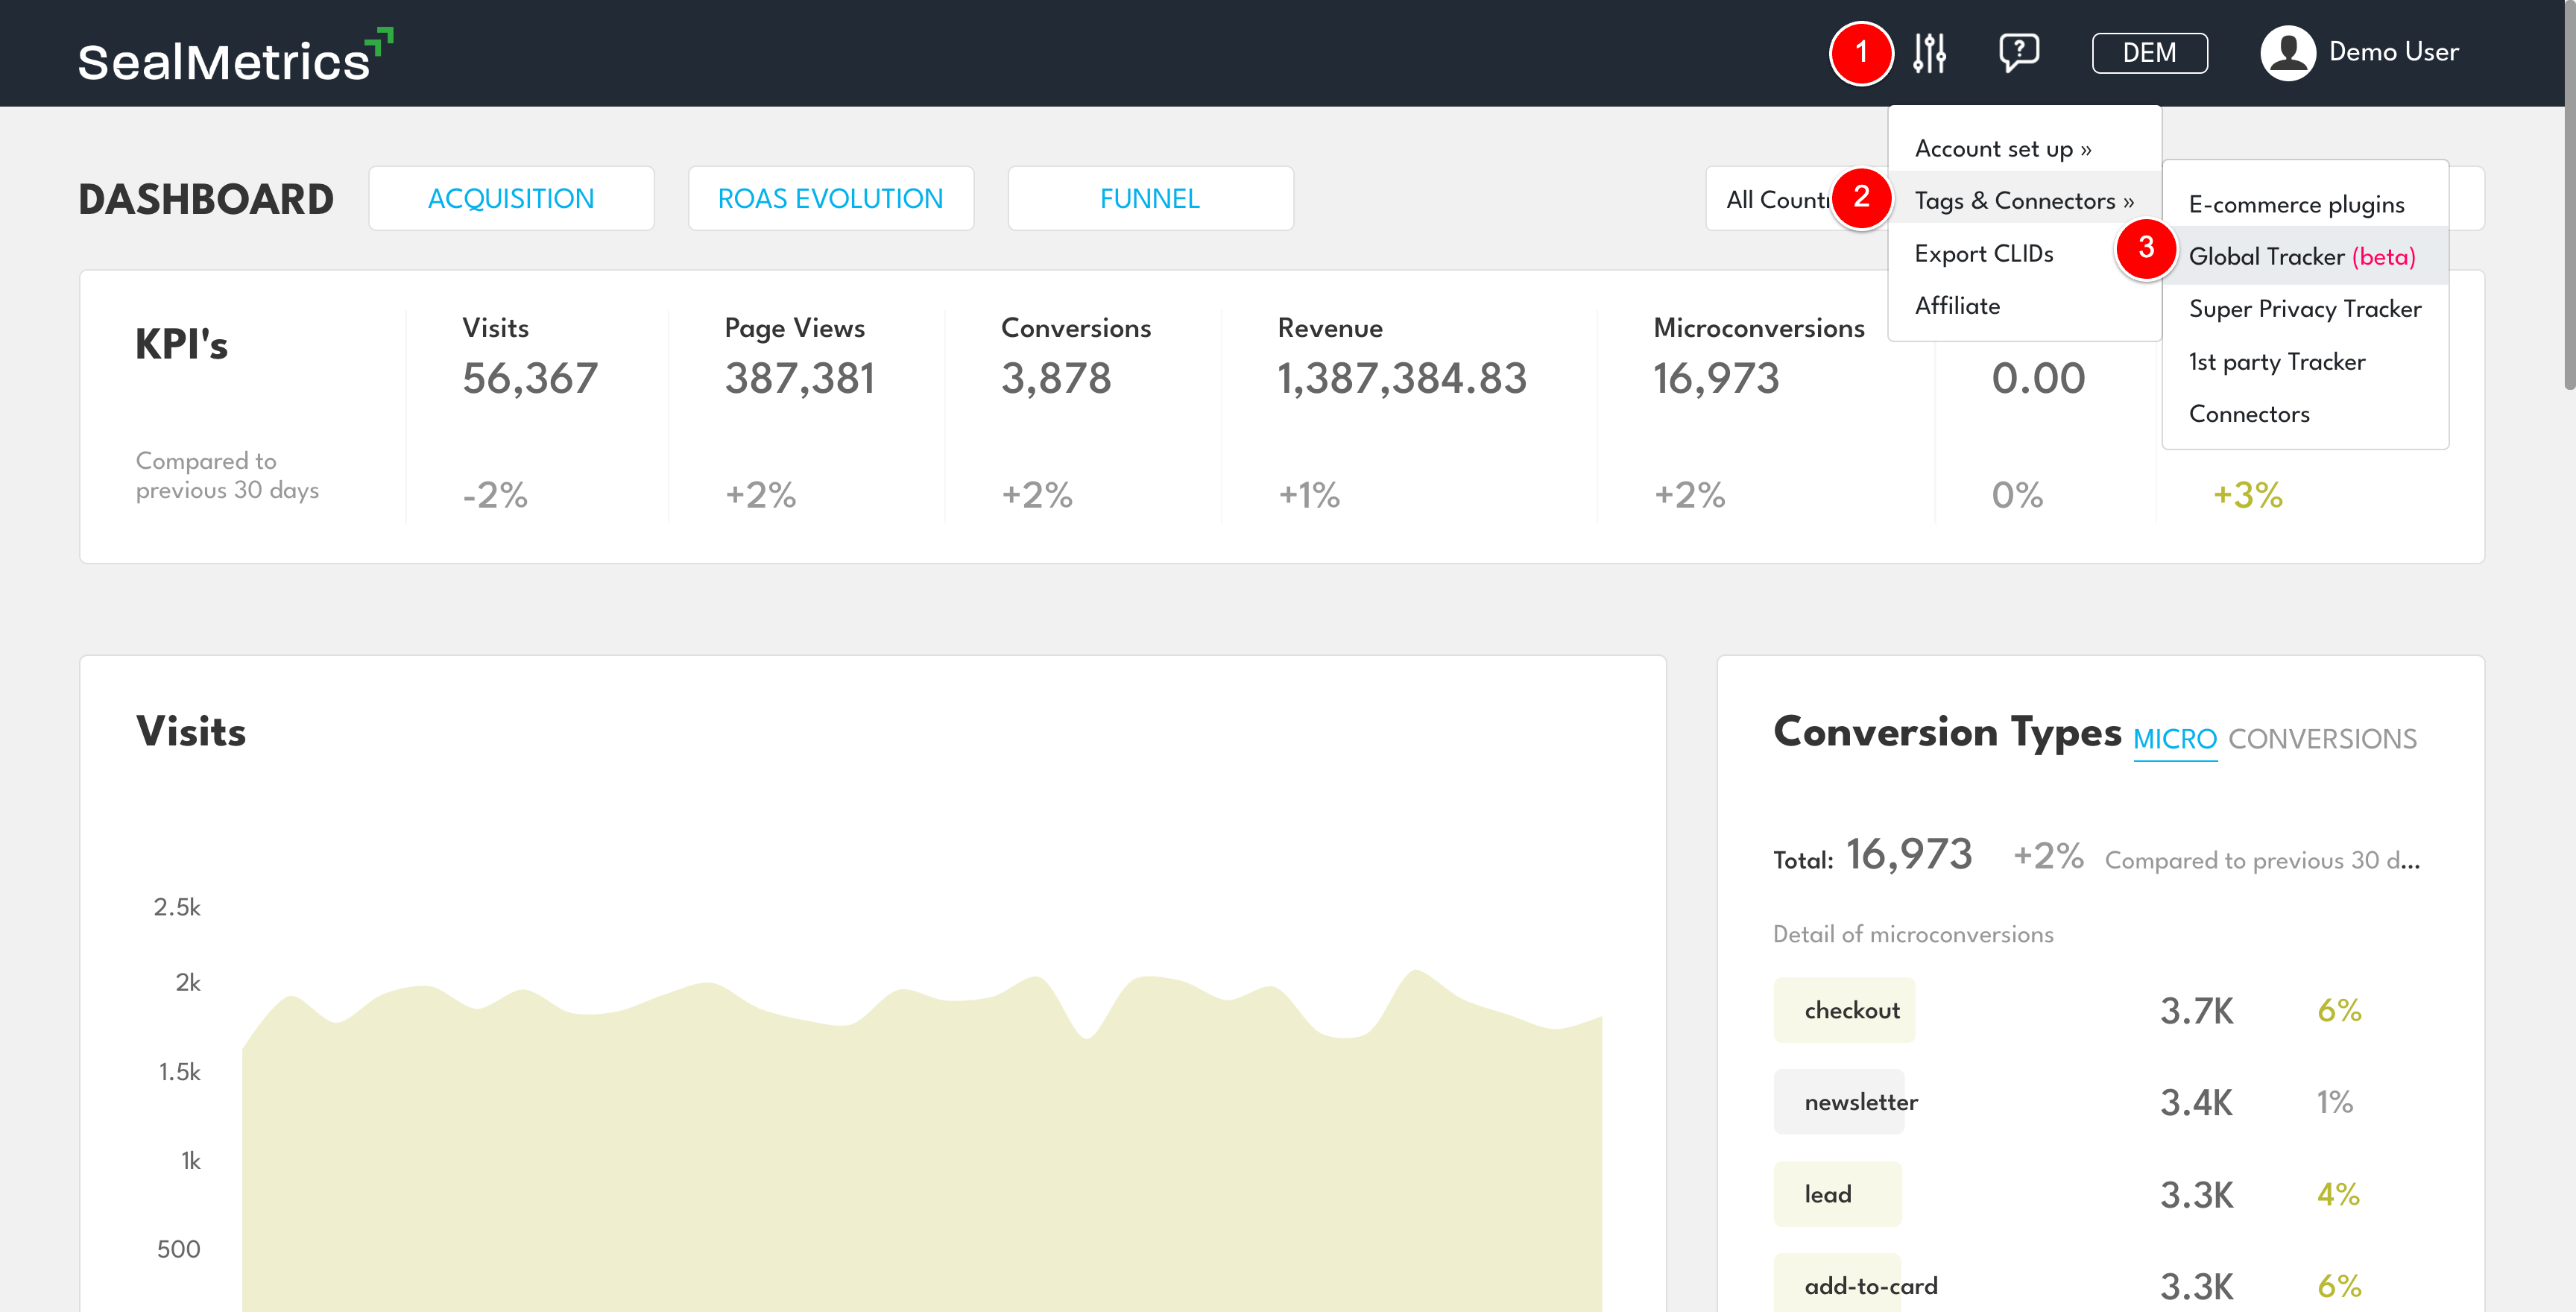 SealMetrics
1
?
DEM
Demo User
DASHBOARD
ACQUISITION
ROAS EVOLUTION
FUNNEL
All Countr
2
3
Account set up »
Tags & Connectors »
Export CLIDs
Affiliate
E-commerce plugins
Global Tracker (beta)
Super Privacy Tracker
1st party Tracker
Connectors
KPI's
Compared to
previous 30 days
Visits
56,367
-2%
Page Views
387,381
+2%
Conversions
3,878
+2%
Revenue
1,387,384.83
+1%
Microconversions
16,973
+2%
0.00
0%
+3%
Visits
2.5k
2k
1.5k
1k
500
Conversion Types MICRO CONVERSIONS
Total: 16,973 +2% Compared to previous 30 d...
Detail of microconversions
checkout 3.7K 6%
newsletter 3.4K 1%
lead 3.3K 4%
add-to-card 3.3K 6%